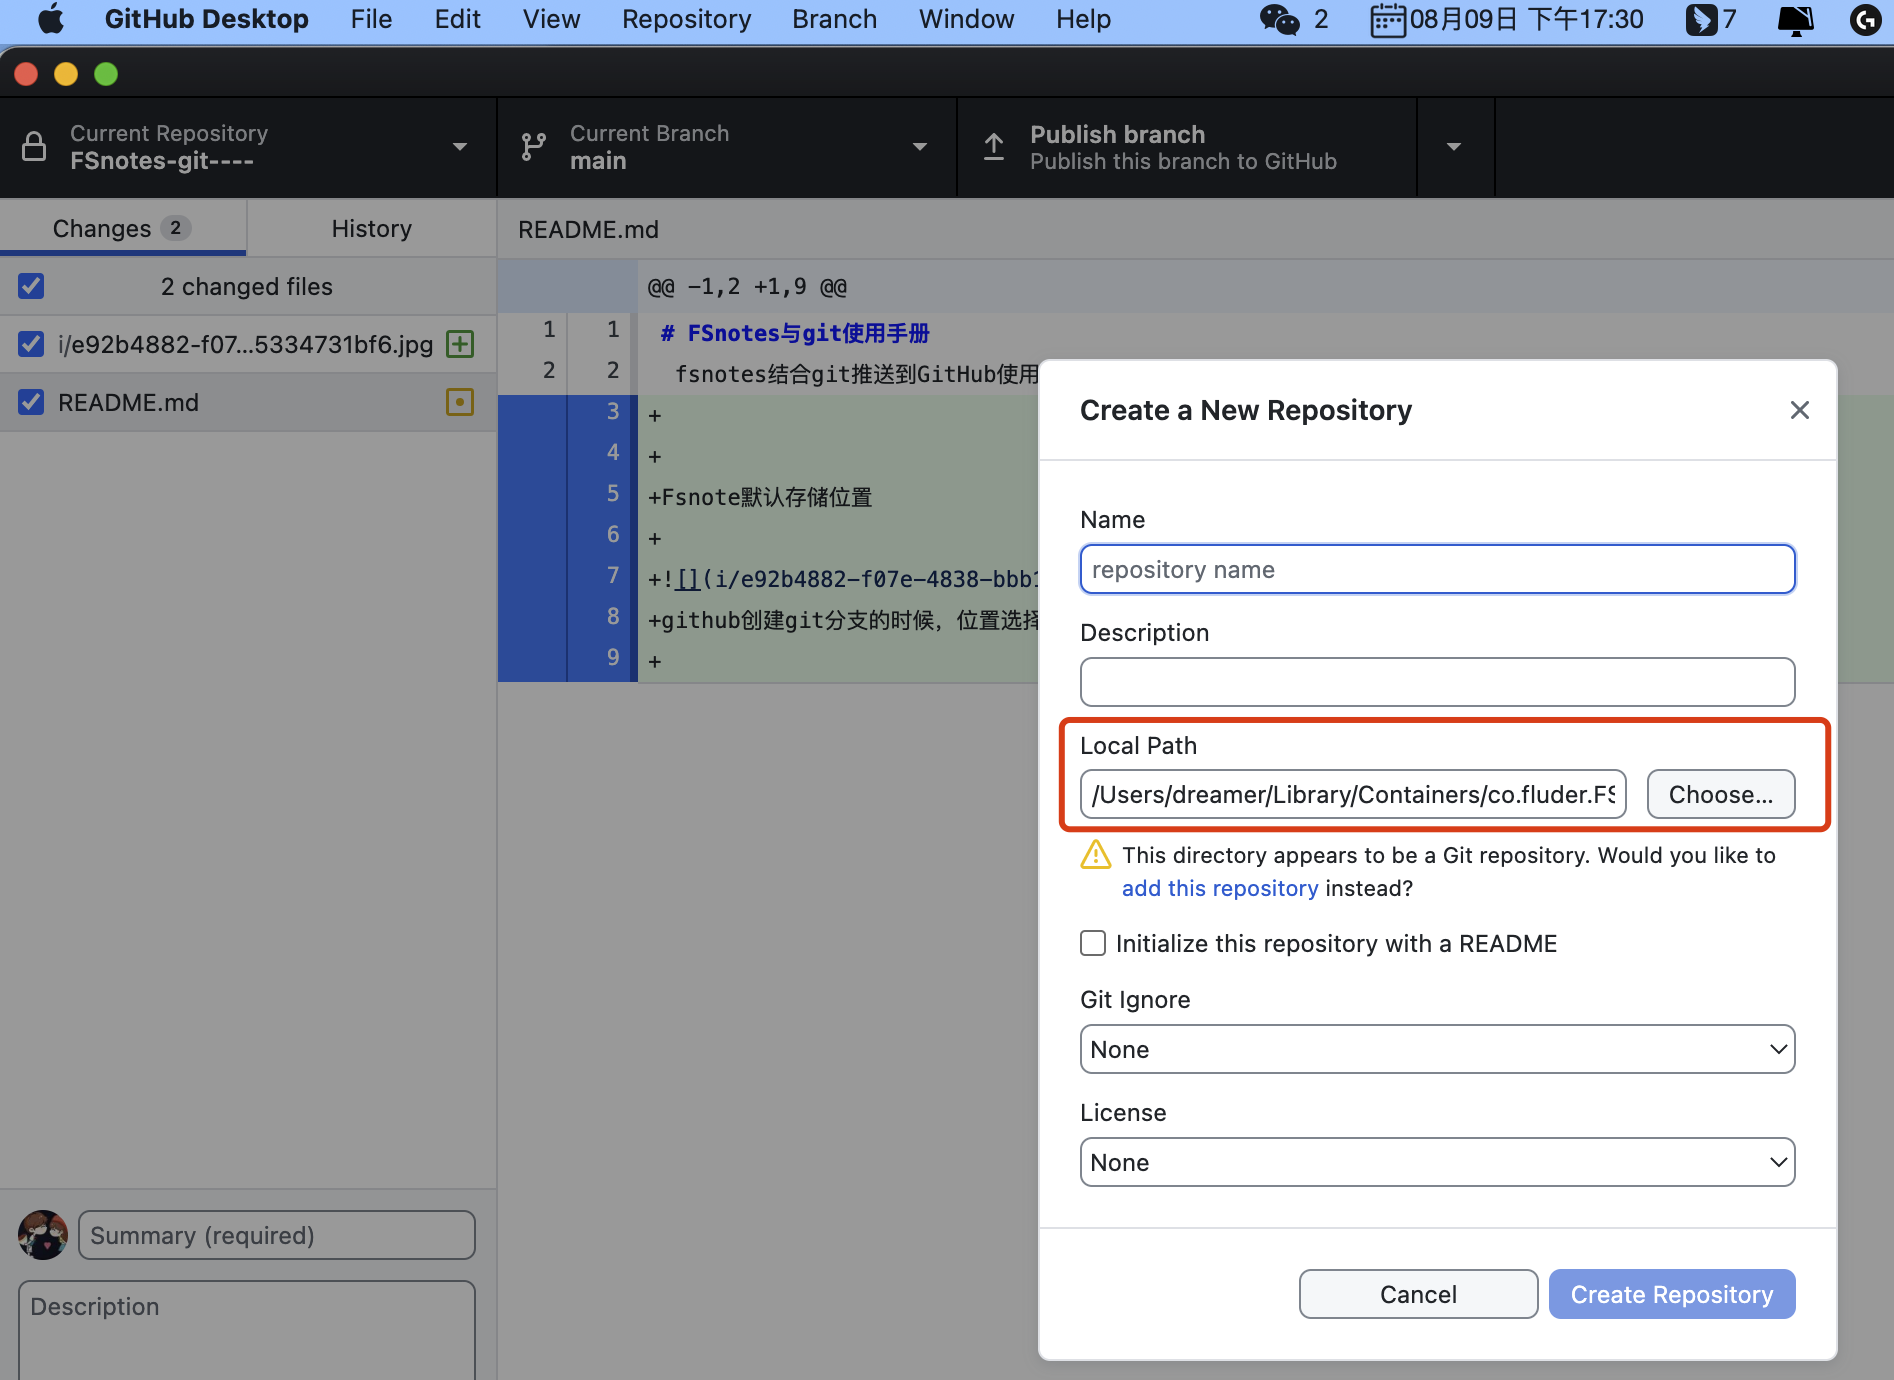 GitHub Desktop File Edit View Repository Branch Window Help 2 08月09日 下午17:30 7
Current Repository
FSnotes-git----
Current Branch
main
Publish branch
Publish this branch to GitHub
Changes 2
History
README.md
2 changed files
i/e92b4882-f07...5334731bf6.jpg
README.md
@@ -1,2 +1,9 @@
1 1 # FSnotes与git使用手册
2 2 fsnotes结合git推送到GitHub使用
3 +
4 +
5 +Fsnote默认存储位置
6 +
7 +![](i/e92b4882-f07e-4838-bbb1
8 +github创建git分支的时候，位置选择
9 +
Summary (required)
Description
Create a New Repository
Name
repository name
Description
Local Path
/Users/dreamer/Library/Containers/co.fluder.FS
Choose...
This directory appears to be a Git repository. Would you like to
add this repository instead?
Initialize this repository with a README
Git Ignore
None
License
None
Cancel
Create Repository